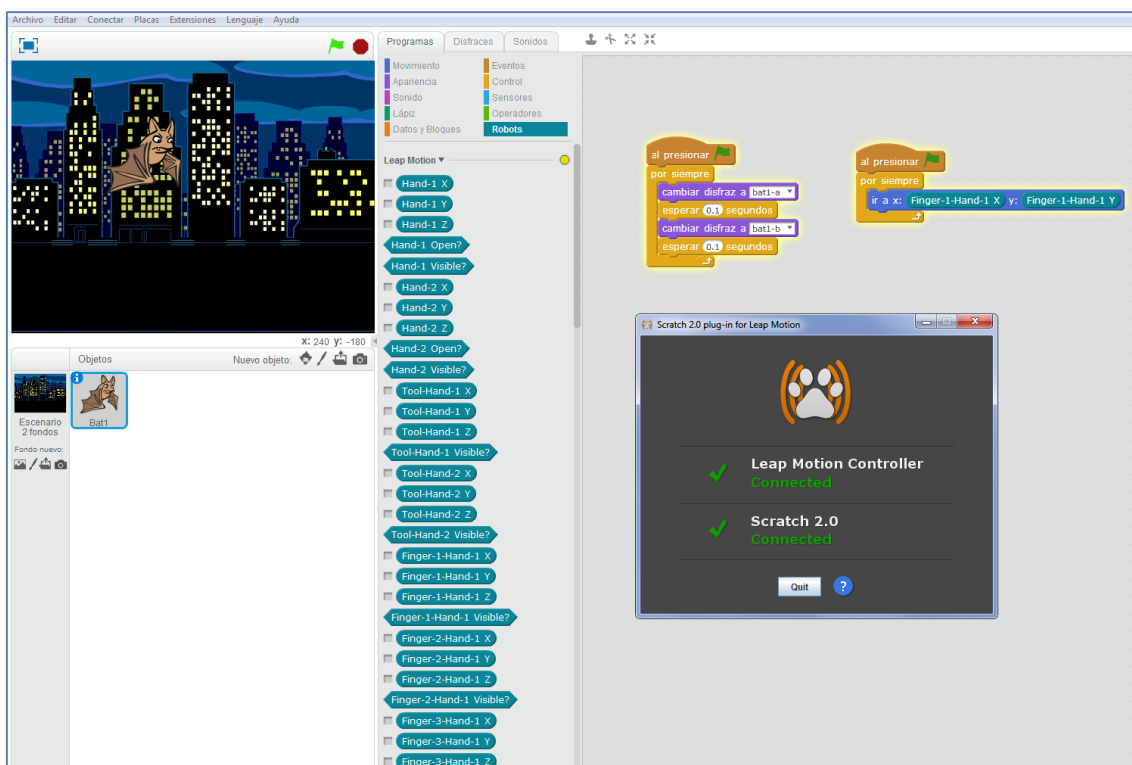 Archivo Editar Conectar Placas Extensiones Lenguaje Ayuda
x: 240 y: -180
Objetos
Nuevo objeto:
Escenario
2 fondos
Fondo nuevo:
Bat1
Programas Disfraces Sonidos
Movimiento Eventos
Apariencia Control
Sonido Sensores
Lápiz Operadores
Datos y Bloques Robots
Leap Motion
Hand-1 X
Hand-1 Y
Hand-1 Z
Hand-1 Open?
Hand-1 Visible?
Hand-2 X
Hand-2 Y
Hand-2 Z
Hand-2 Open?
Hand-2 Visible?
Tool-Hand-1 X
Tool-Hand-1 Y
Tool-Hand-1 Z
Tool-Hand-1 Visible?
Tool-Hand-2 X
Tool-Hand-2 Y
Tool-Hand-2 Z
Tool-Hand-2 Visible?
Finger-1-Hand-1 X
Finger-1-Hand-1 Y
Finger-1-Hand-1 Z
Finger-1-Hand-1 Visible?
Finger-2-Hand-1 X
Finger-2-Hand-1 Y
Finger-2-Hand-1 Z
Finger-2-Hand-1 Visible?
Finger-3-Hand-1 X
Finger-3-Hand-1 Y
Finger-3-Hand-1 Z
al presionar
por siempre
cambiar disfraz a bat1-a
esperar 0.1 segundos
cambiar disfraz a bat1-b
esperar 0.1 segundos
al presionar
por siempre
ir a x: Finger-1-Hand-1 X y: Finger-1-Hand-1 Y
Scratch 2.0 plug-in for Leap Motion
Leap Motion Controller
Connected
Scratch 2.0
Connected
Quit ?